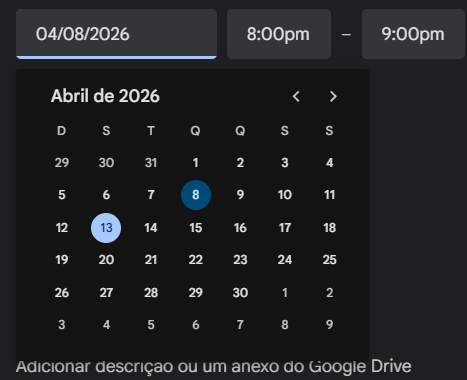 04/08/2026 8:00pm – 9:00pm
Abril de 2026
D S T Q Q S S
29 30 31 1 2 3 4
5 6 7 8 9 10 11
12 13 14 15 16 17 18
19 20 21 22 23 24 25
26 27 28 29 30 1 2
3 4 5 6 7 8 9
Adicionar descrição ou um anexo do Google Drive